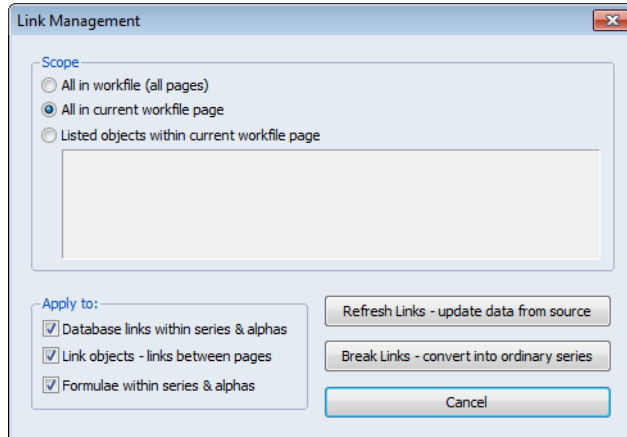 Link Management
Scope
All in workfile (all pages)
All in current workfile page
Listed objects within current workfile page
Apply to:
Database links within series & alphas
Link objects - links between pages
Formulae within series & alphas
Refresh Links - update data from source
Break Links - convert into ordinary series
Cancel